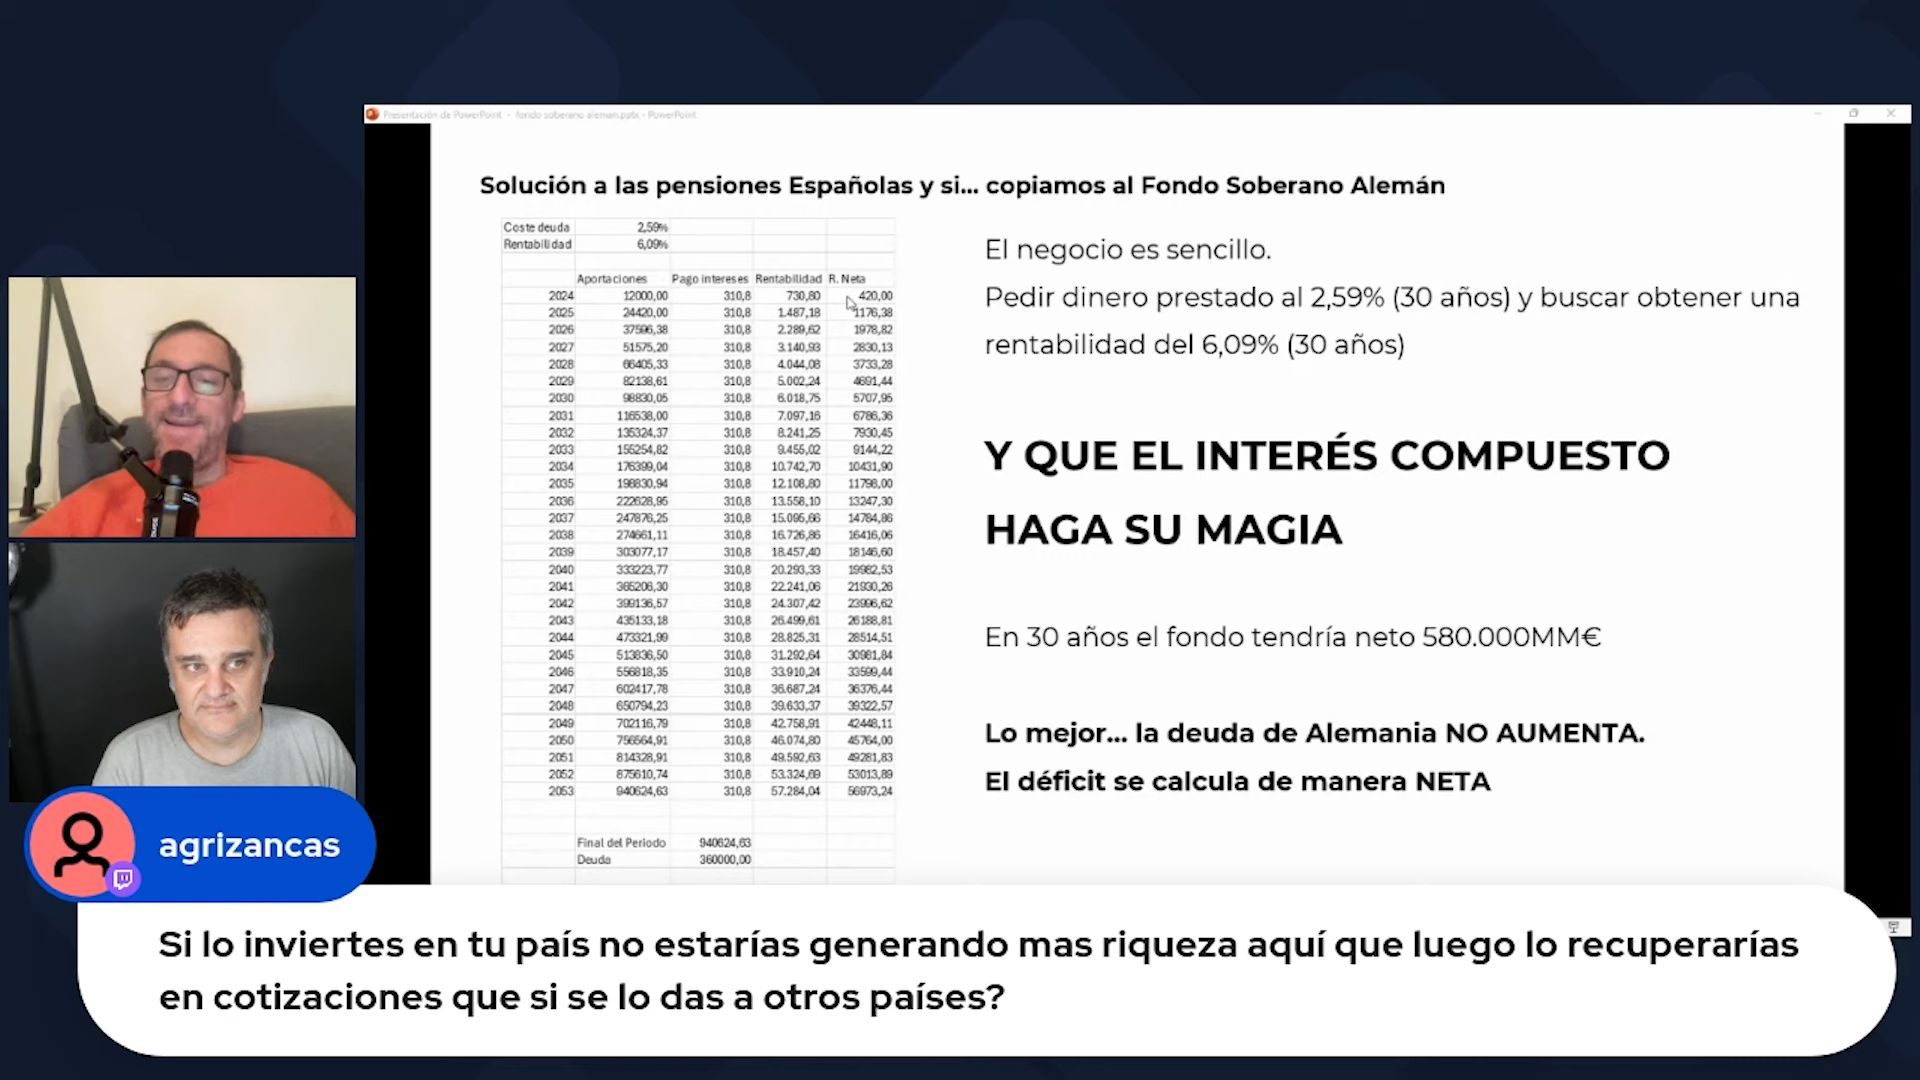 Presentación de PowerPoint - fondo soberano aleman.pptx - PowerPoint
Solución a las pensiones Españolas y si... copiamos al Fondo Soberano Alemán
Coste deuda 2,59%
Rentabilidad 6,09%
Aportaciones Pago intereses Rentabilidad R. Neta
2024 12000,00 310,8 730,80 420,00
2025 24420,00 310,8 1.487,18 1176,38
2026 37596,38 310,8 2.289,62 1978,82
2027 51575,20 310,8 3.140,93 2830,13
2028 66405,33 310,8 4.044,08 3733,28
2029 82138,61 310,8 5.002,24 4691,44
2030 98830,05 310,8 6.018,75 5707,95
2031 116538,00 310,8 7.097,16 6786,36
2032 135324,37 310,8 8.241,25 7930,45
2033 155254,82 310,8 9.455,02 9144,22
2034 176399,04 310,8 10.742,70 10431,90
2035 198830,94 310,8 12.108,80 11798,00
2036 222628,95 310,8 13.558,10 13247,30
2037 247876,25 310,8 15.095,66 14784,86
2038 274661,11 310,8 16.726,86 16416,06
2039 303077,17 310,8 18.457,40 18146,60
2040 333223,77 310,8 20.293,33 19982,53
2041 365206,30 310,8 22.241,06 21930,26
2042 399136,57 310,8 24.307,42 23996,62
2043 435133,18 310,8 26.499,61 26188,81
2044 473321,99 310,8 28.825,31 28514,51
2045 513836,50 310,8 31.292,64 30981,84
2046 556818,35 310,8 33.910,24 33599,44
2047 602417,78 310,8 36.687,24 36376,44
2048 650794,23 310,8 39.633,37 39322,57
2049 702116,79 310,8 42.758,91 42448,11
2050 756564,91 310,8 46.074,80 45764,00
2051 814328,91 310,8 49.592,63 49281,83
2052 875610,74 310,8 53.324,69 53013,89
2053 940624,63 310,8 57.284,04 56973,24
Final del Periodo 940624,63
Deuda 360000,00
El negocio es sencillo.
Pedir dinero prestado al 2,59% (30 años) y buscar obtener una
rentabilidad del 6,09% (30 años)
Y QUE EL INTERÉS COMPUESTO
HAGA SU MAGIA
En 30 años el fondo tendría neto 580.000MM€
Lo mejor... la deuda de Alemania NO AUMENTA.
El déficit se calcula de manera NETA
agrizancas
Si lo inviertes en tu país no estarías generando mas riqueza aquí que luego lo recuperarías
en cotizaciones que si se lo das a otros países?